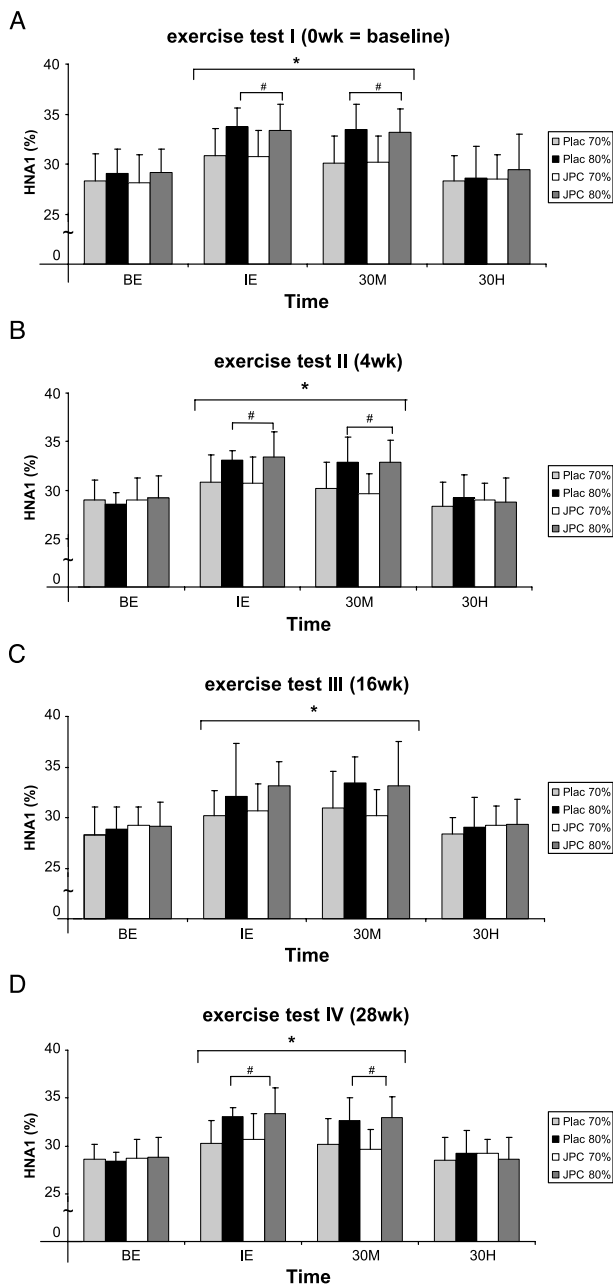 A
exercise test I (0wk = baseline)
*
# #
HNA1 (%)
40
35
30
25
~
0
BE IE 30M 30H
Time
Plac 70%
Plac 80%
JPC 70%
JPC 80%
B
exercise test II (4wk)
*
# #
HNA1 (%)
40
35
30
25
~
0
BE IE 30M 30H
Time
Plac 70%
Plac 80%
JPC 70%
JPC 80%
C
exercise test III (16wk)
*
HNA1 (%)
40
35
30
25
~
0
BE IE 30M 30H
Time
Plac 70%
Plac 80%
JPC 70%
JPC 80%
D
exercise test IV (28wk)
*
# #
HNA1 (%)
40
35
30
25
~
0
BE IE 30M 30H
Time
Plac 70%
Plac 80%
JPC 70%
JPC 80%